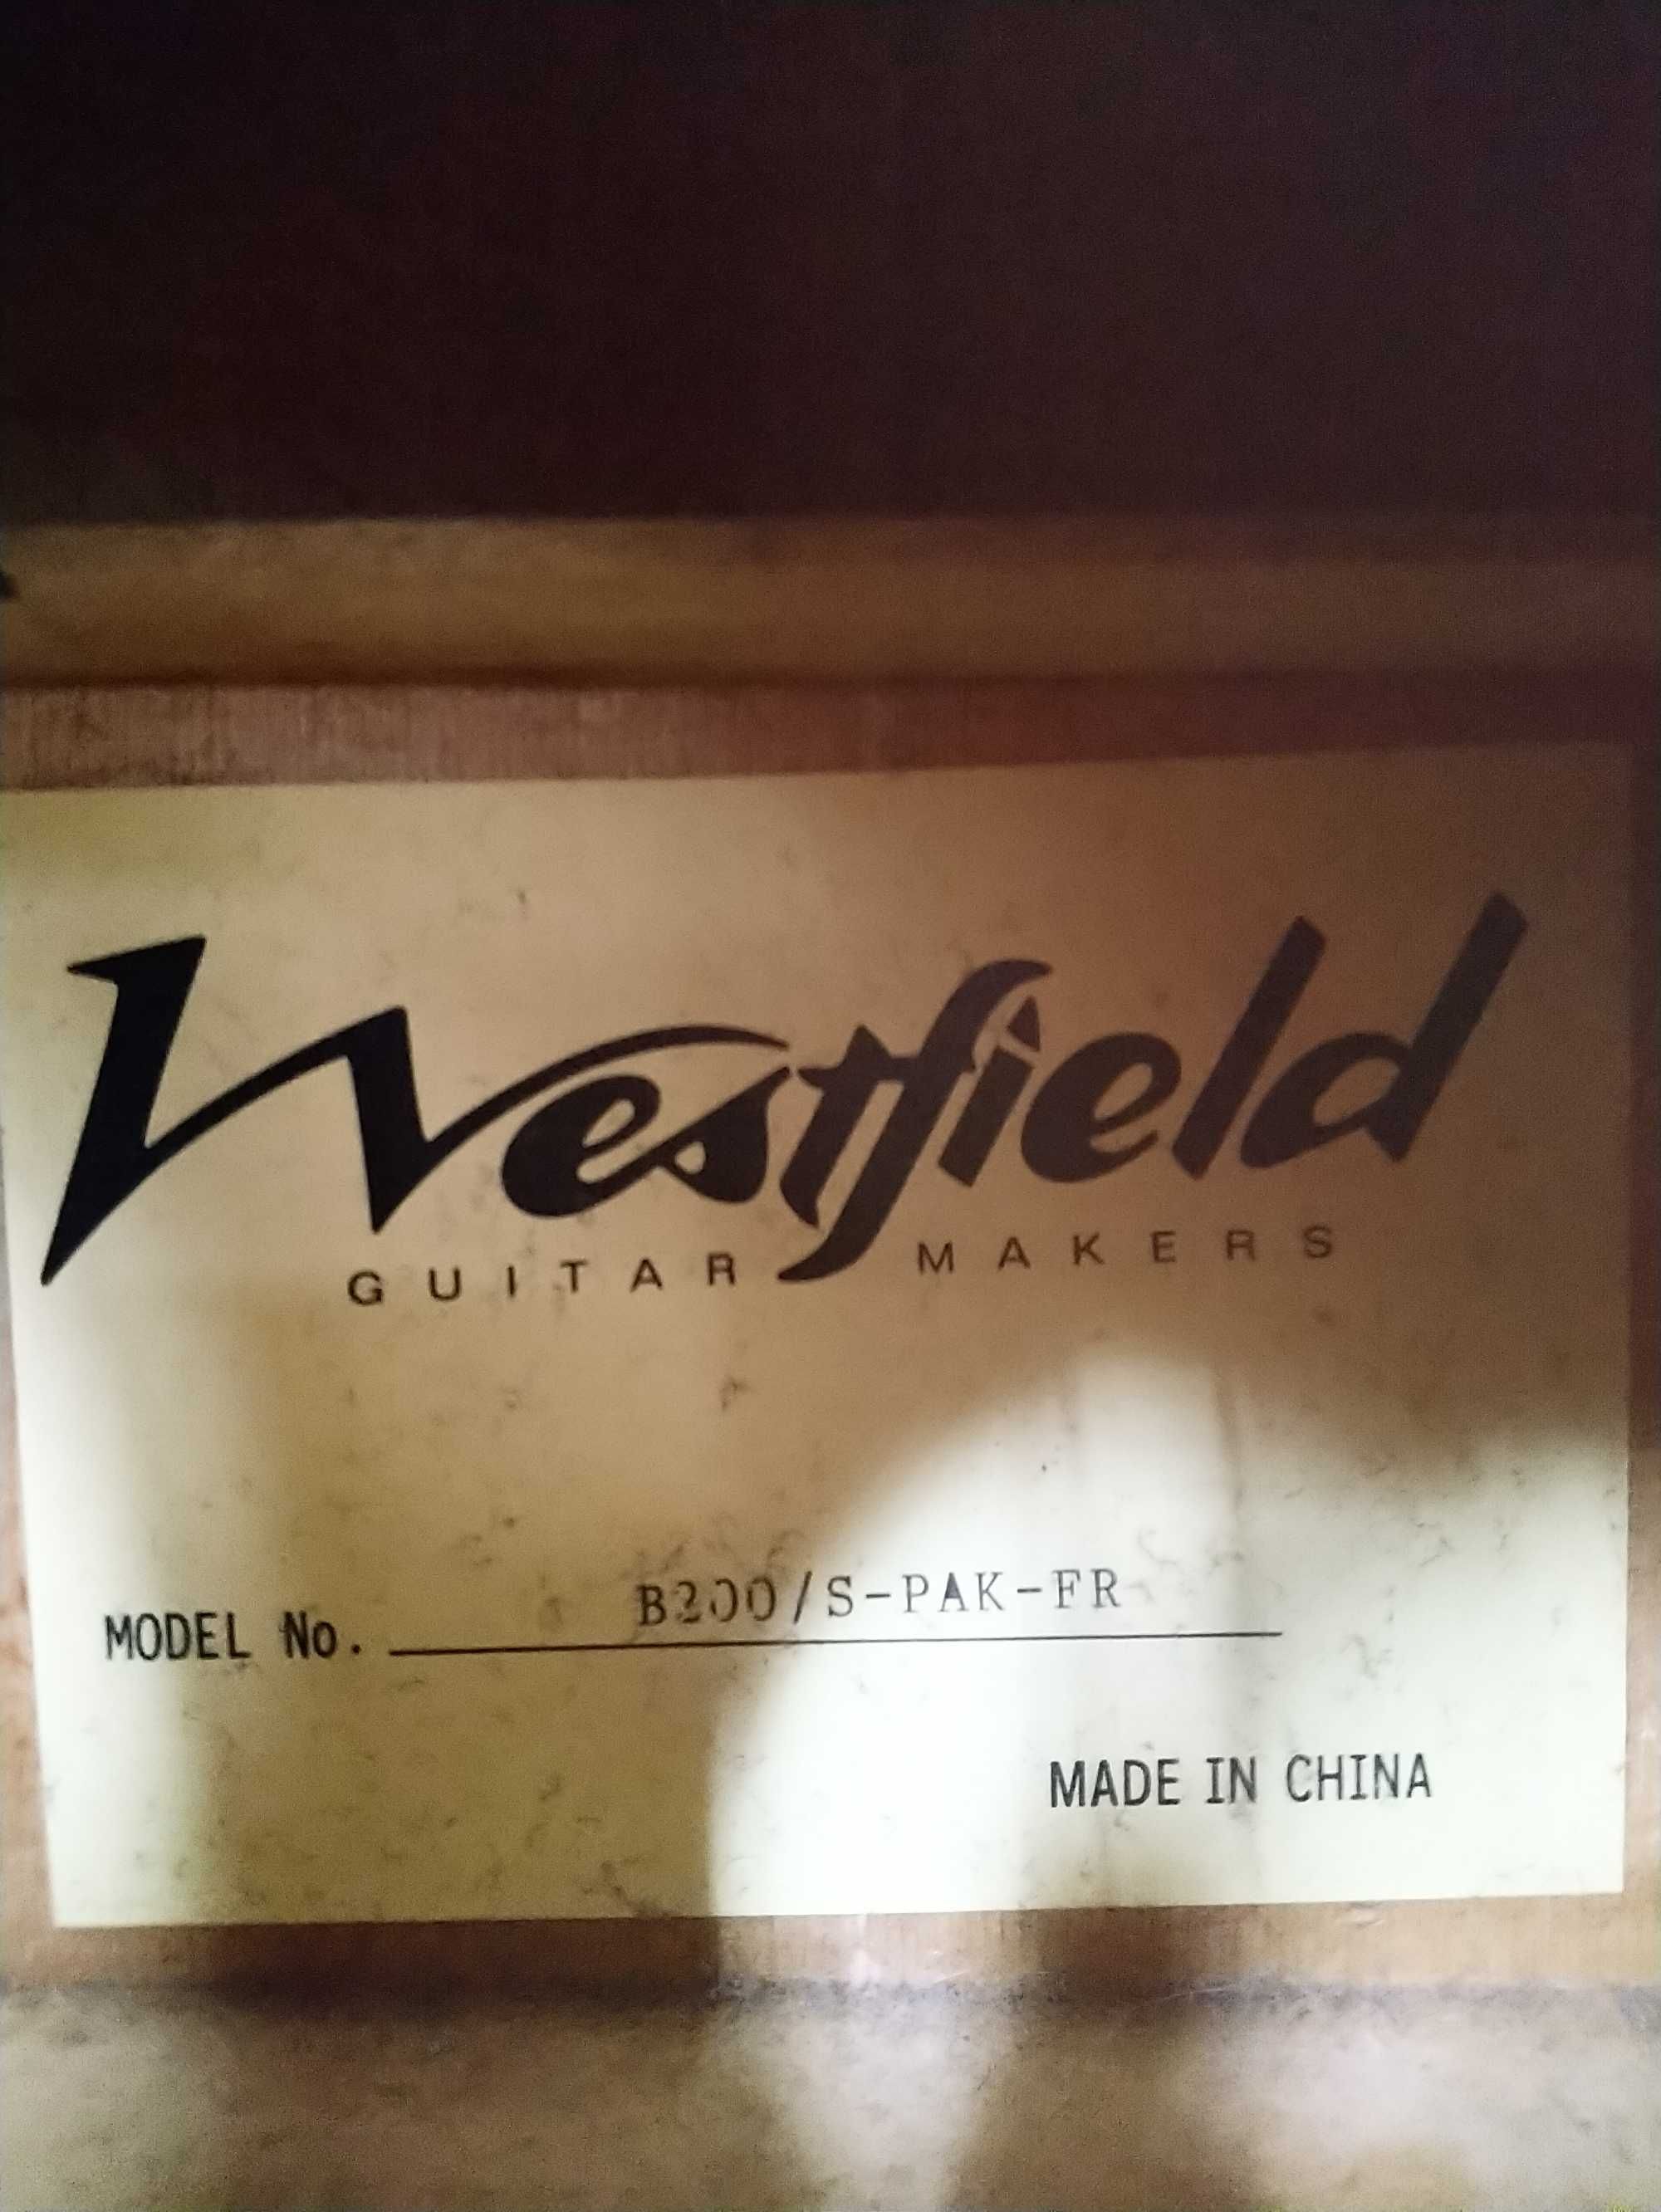 Westfield
GUITAR MAKERS
MODEL No. B200/S-PAK-FR
MADE IN CHINA